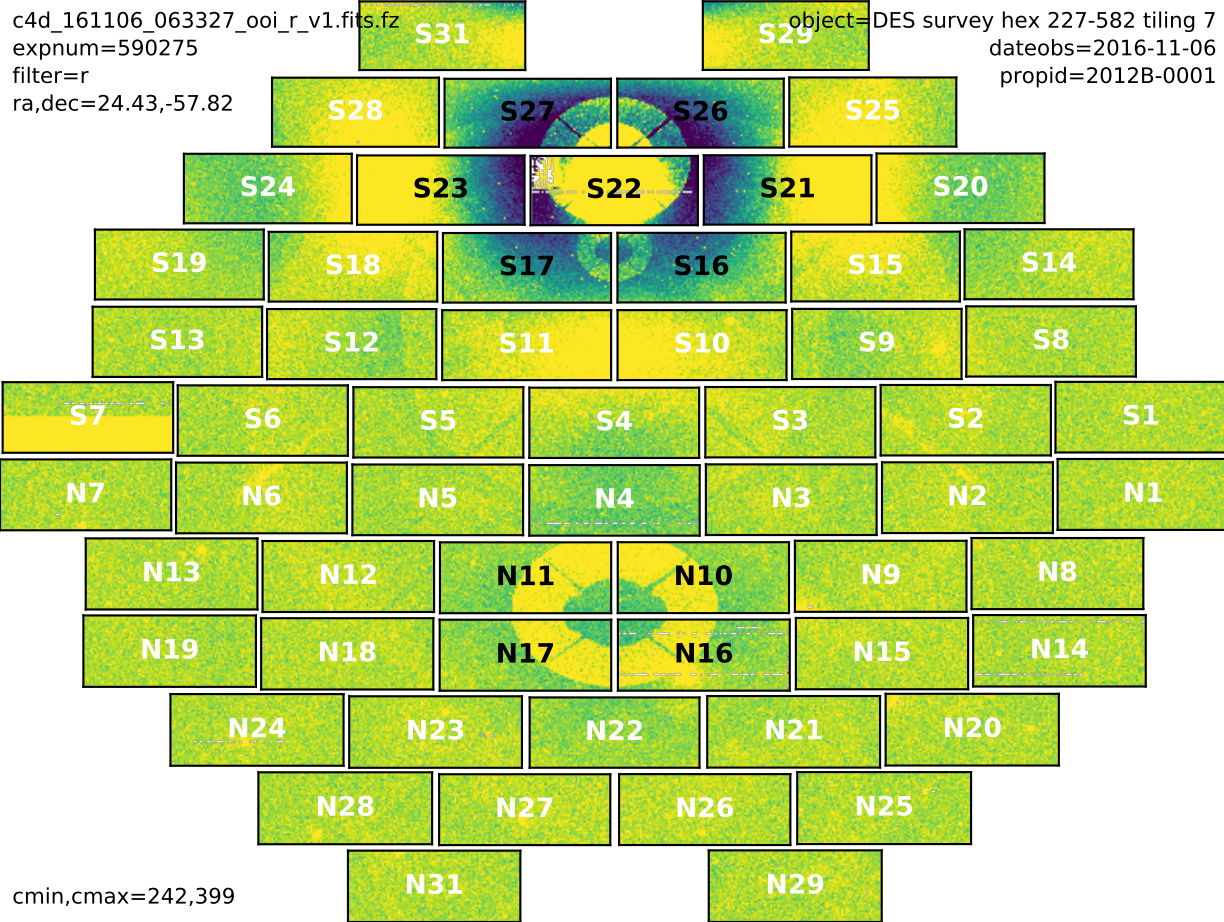 c4d_161106_063327_ooi_r_v1.fits.fz
expnum=590275
filter=r
ra,dec=24.43,-57.82
object=DES survey hex 227-582 tiling 7
dateobs=2016-11-06
propid=2012B-0001
S31 S29
S28 S27 S26 S25
S24 S23 S22 S21 S20
S19 S18 S17 S16 S15 S14
S13 S12 S11 S10 S9 S8
S7 S6 S5 S4 S3 S2 S1
N7 N6 N5 N4 N3 N2 N1
N13 N12 N11 N10 N9 N8
N19 N18 N17 N16 N15 N14
N24 N23 N22 N21 N20
N28 N27 N26 N25
N31 N29
cmin,cmax=242,399